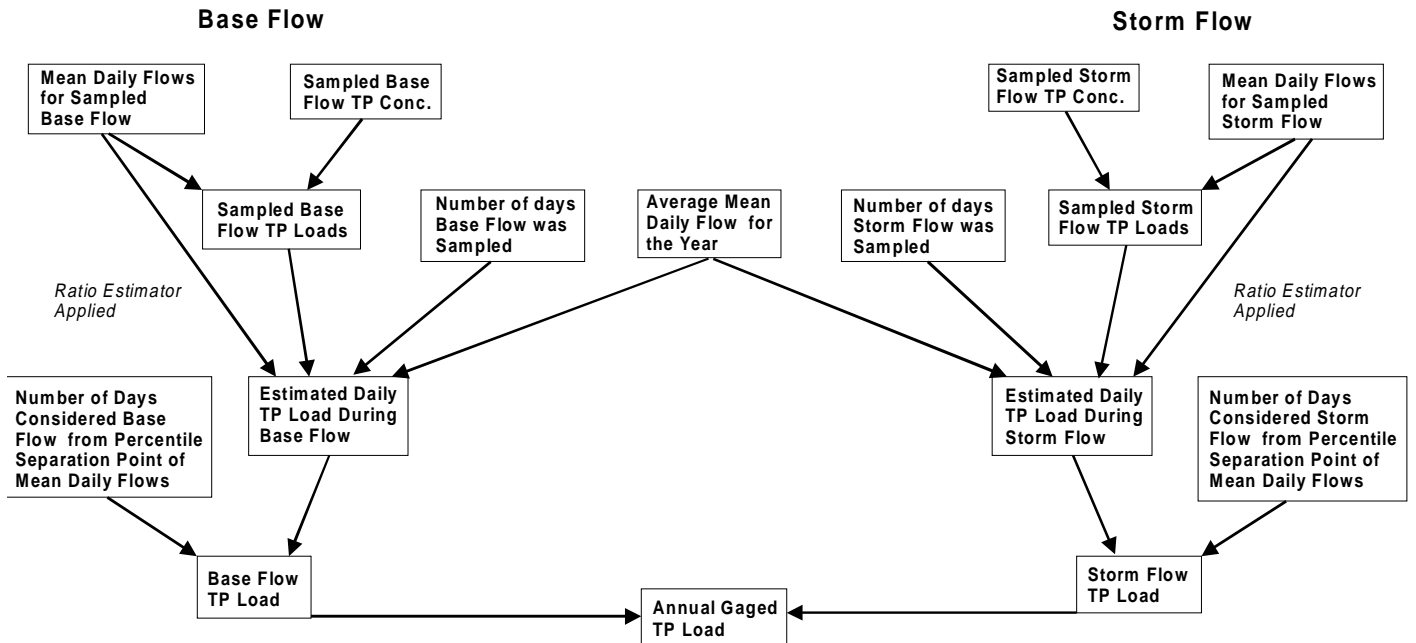 Base Flow
Storm Flow
Mean Daily Flows
for Sampled
Base Flow
Sampled Base
Flow TP Conc.
Sampled Storm
Flow TP Conc.
Mean Daily Flows
for Sampled
Storm Flow
Sampled Base
Flow TP Loads
Number of days
Base Flow was
Sampled
Average Mean
Daily Flow for
the Year
Number of days
Storm Flow was
Sampled
Sampled Storm
Flow TP Loads
Ratio Estimator
Applied
Ratio Estimator
Applied
Number of Days
Considered Base
Flow from Percentile
Separation Point of
Mean Daily Flows
Estimated Daily
TP Load During
Base Flow
Estimated Daily
TP Load During
Storm Flow
Number of Days
Considered Storm
Flow from Percentile
Separation Point of
Mean Daily Flows
Base Flow
TP Load
Annual Gaged
TP Load
Storm Flow
TP Load